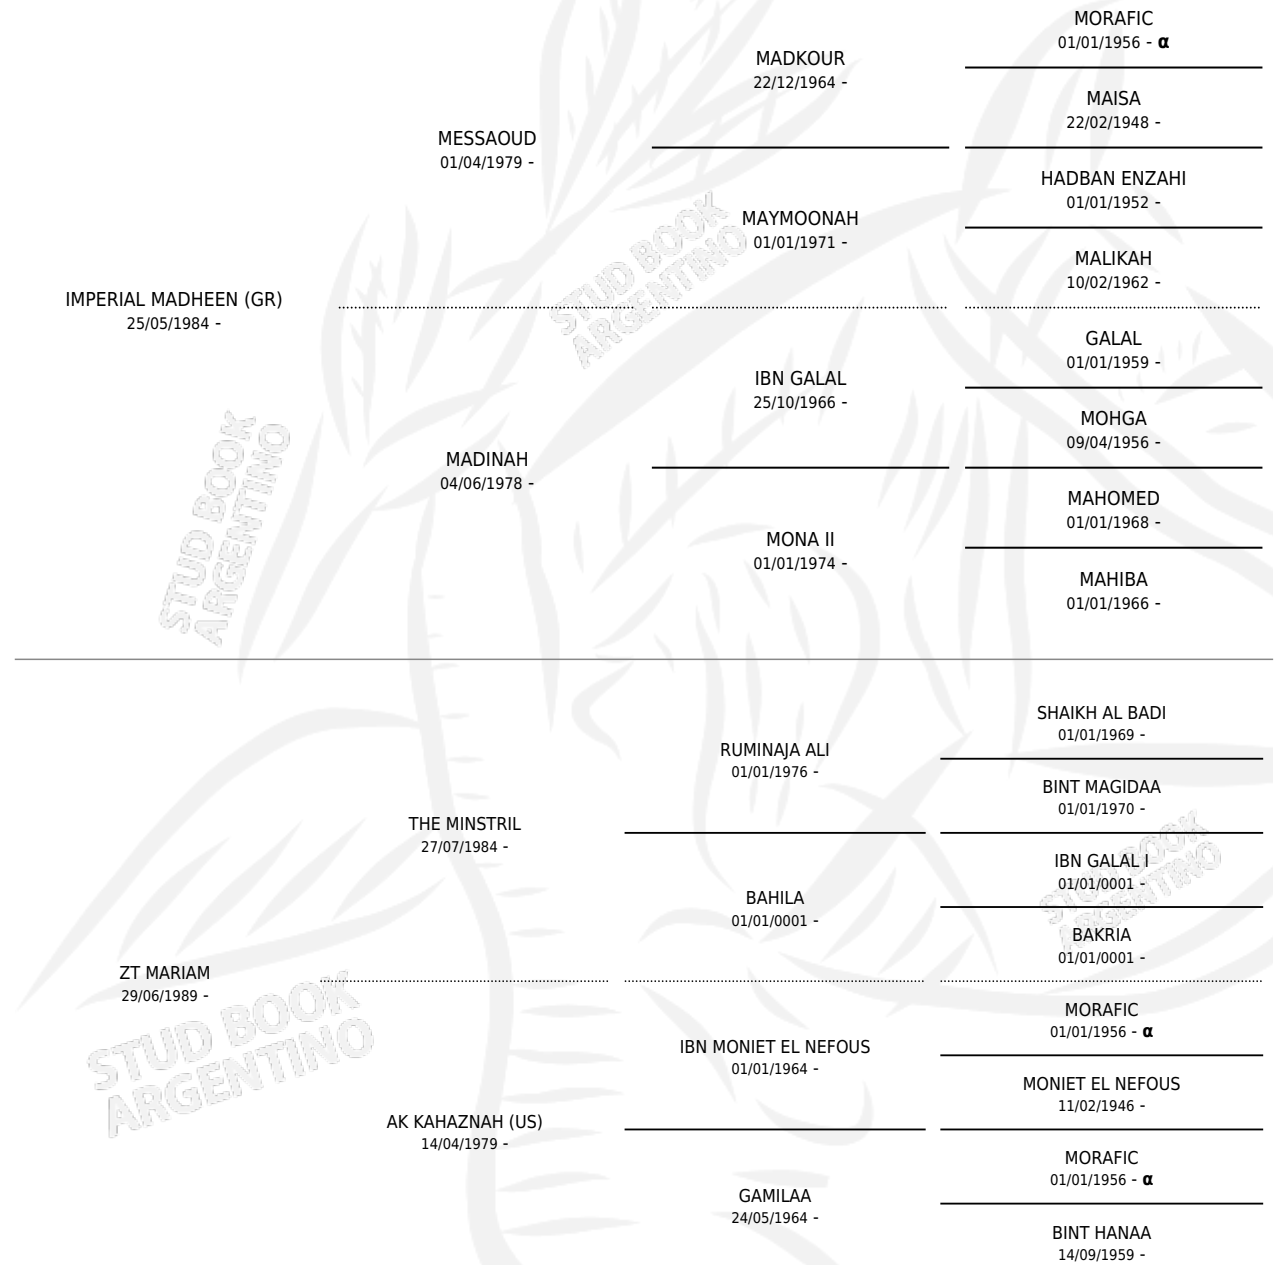 MORAFIC
01/01/1956 - α
MADKOUR
22/12/1964 -
MAISA
22/02/1948 -
MESSAOUD
01/04/1979 -
HADBAN ENZAHI
01/01/1952 -
MAYMOONAH
01/01/1971 -
MALIKAH
10/02/1962 -
IMPERIAL MADHEEN (GR)
25/05/1984 -
GALAL
01/01/1959 -
IBN GALAL
25/10/1966 -
MOHGA
09/04/1956 -
MADINAH
04/06/1978 -
MAHOMED
01/01/1968 -
MONA II
01/01/1974 -
MAHIBA
01/01/1966 -
SHAIKH AL BADI
01/01/1969 -
RUMINAJA ALI
01/01/1976 -
BINT MAGIDAA
01/01/1970 -
THE MINSTRIL
27/07/1984 -
IBN GALAL I
01/01/0001 -
BAHILA
01/01/0001 -
BAKRIA
01/01/0001 -
ZT MARIAM
29/06/1989 -
MORAFIC
01/01/1956 - α
IBN MONIET EL NEFOUS
01/01/1964 -
MONIET EL NEFOUS
11/02/1946 -
AK KAHAZNAH (US)
14/04/1979 -
MORAFIC
01/01/1956 - α
GAMILAA
24/05/1964 -
BINT HANAA
14/09/1959 -
STUD BOOK
ARGENTINO
STUD BOOK
ARGENTINO
STUD BOOK
ARGENTINO
STUD BOOK
ARGENTINO